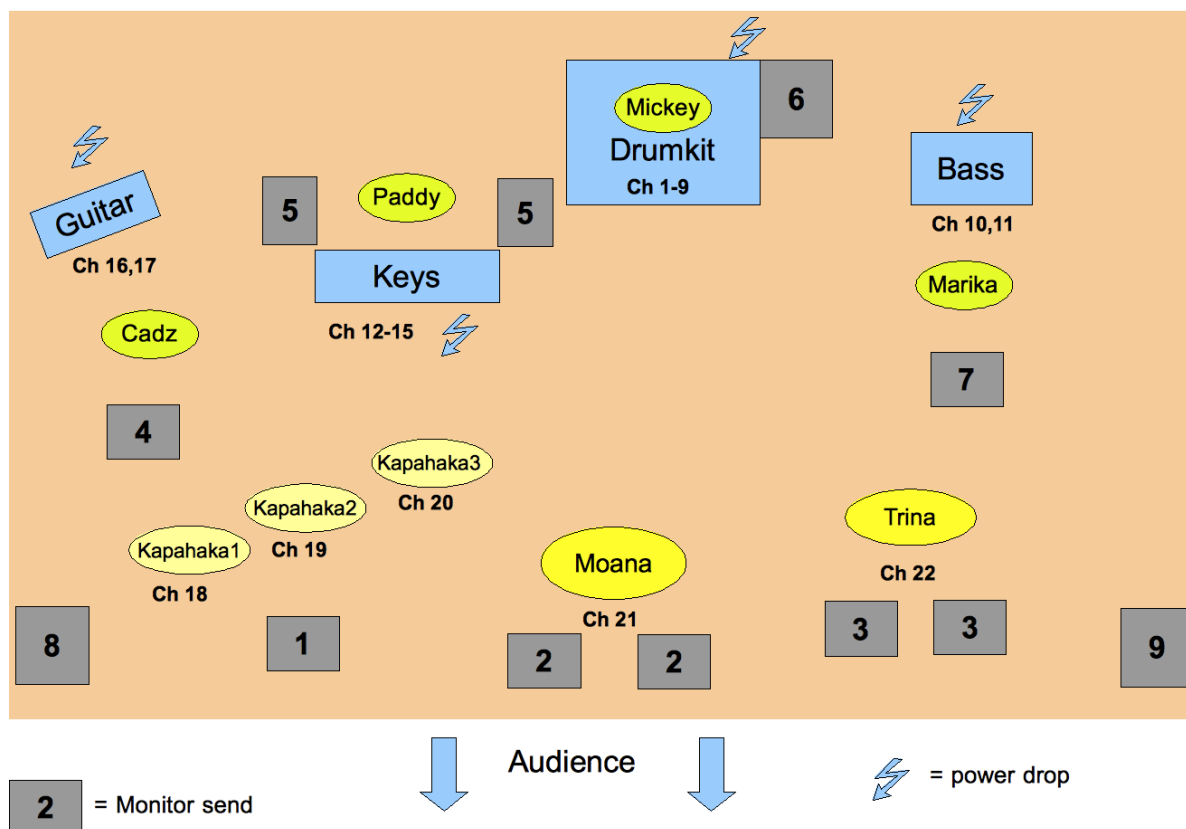 Mickey
6
Drumkit
Ch 1-9
Bass
Ch 10,11
Guitar
Ch 16,17
5
Paddy
5
Keys
Ch 12-15
Marika
Cadz
7
4
Kapahaka3
Ch 20
Kapahaka2
Ch 19
Kapahaka1
Ch 18
Moana
Ch 21
Trina
Ch 22
8
1
2
2
3
3
9
Audience
2 = Monitor send
= power drop